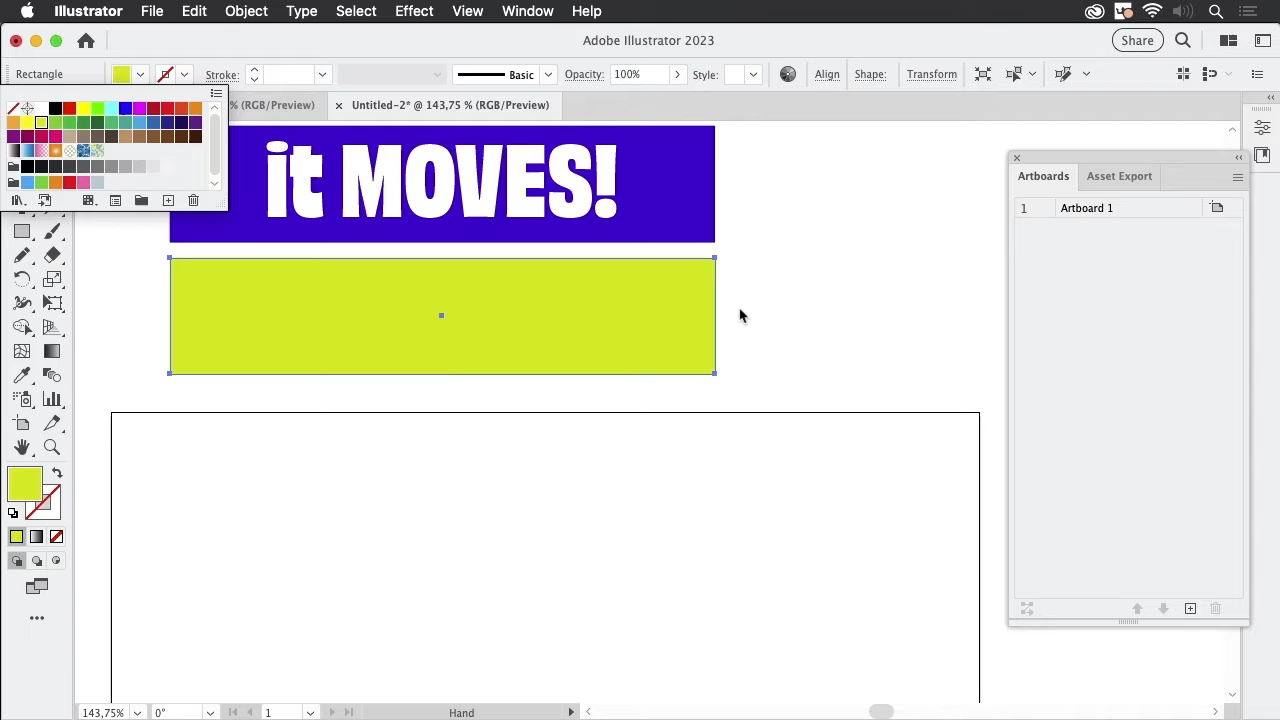 Illustrator File Edit Object Type Select Effect View Window Help
Adobe Illustrator 2023
Share
Rectangle
Stroke:
Basic
Opacity:
100%
Style:
Align
Shape:
Transform
% (RGB/Preview)
Untitled-2* @ 143,75 % (RGB/Preview)
it MOVES!
Artboards
Asset Export
1 Artboard 1
143,75%
0°
1
Hand